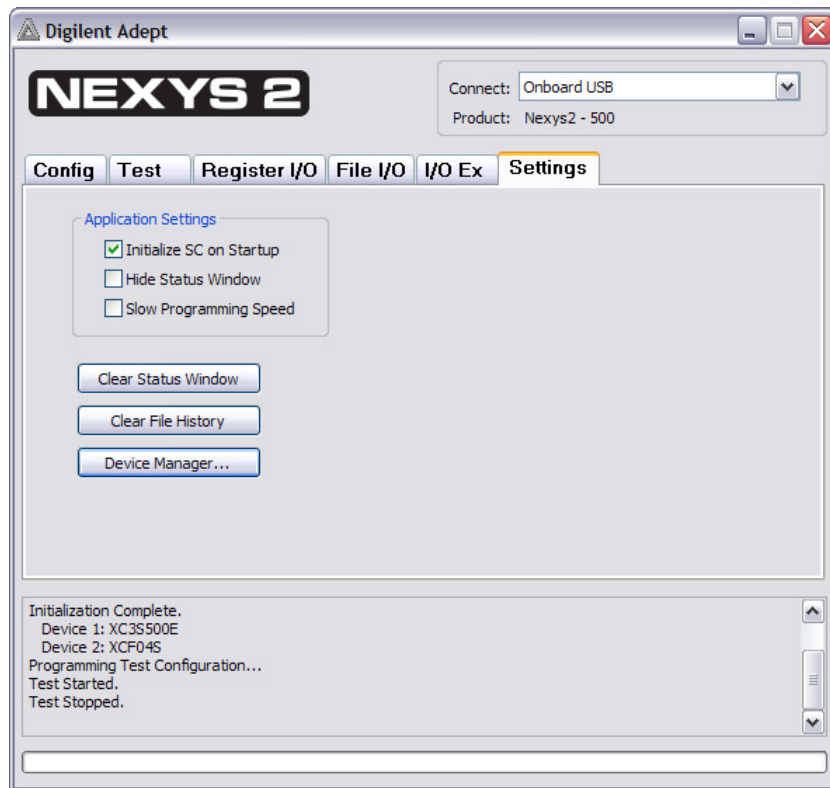 Digilent Adept
NEXYS 2
Connect: Onboard USB
Product: Nexys2 - 500
Config Test Register I/O File I/O I/O Ex Settings
Application Settings
Initialize SC on Startup
Hide Status Window
Slow Programming Speed
Clear Status Window
Clear File History
Device Manager...
Initialization Complete.
Device 1: XC3S500E
Device 2: XCF04S
Programming Test Configuration...
Test Started.
Test Stopped.